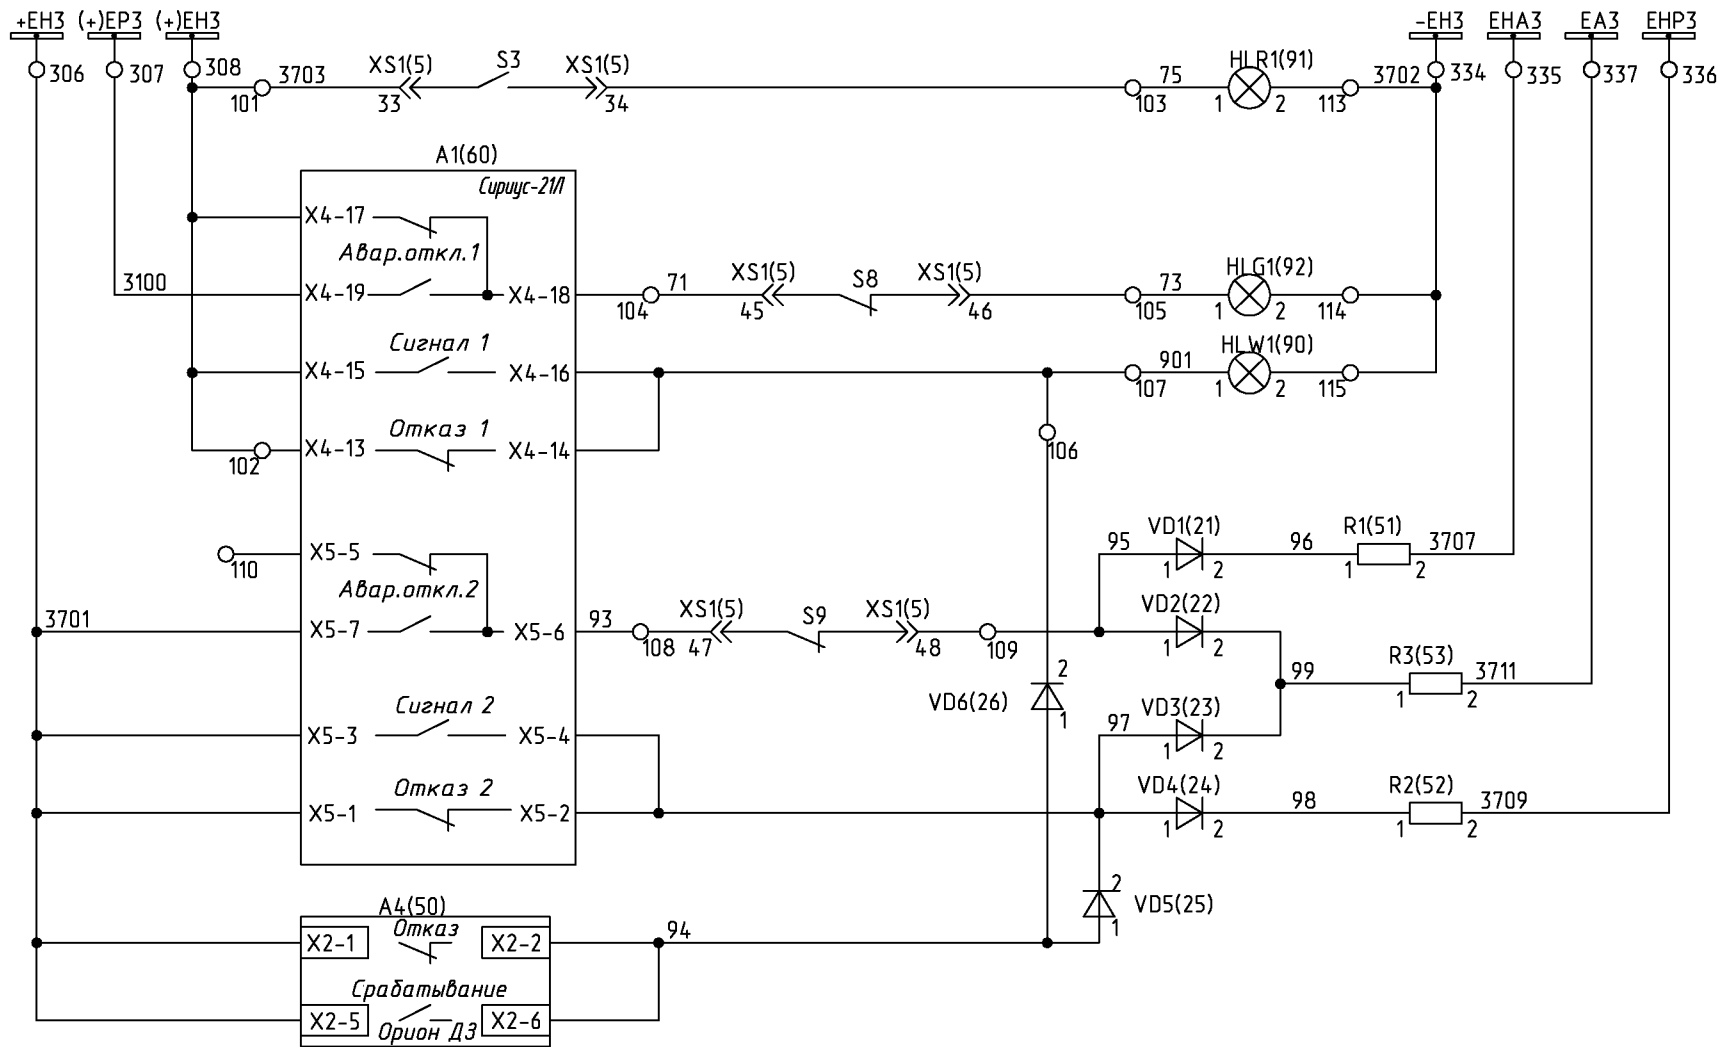 +EH3 (+)EP3 (+)EH3 -EH3 EHA3 EA3 EHP3
306 307 308 334 335 337 336
101 3703 XS1(5) 33 S3 XS1(5) 34 103 75 HLR1(91) 1 2 113 3702
A1(60)
Сириус-21Л
X4-17
Авар.откл.1
3100 X4-19 X4-18 104 71 XS1(5) 45 S8 XS1(5) 46 105 73 HLG1(92) 1 2 114
Сигнал 1
X4-15 X4-16 107 901 HLW1(90) 1 2 115
Отказ 1
102 X4-13 X4-14 106
110 X5-5 95 VD1(21) 1 2 96 R1(51) 1 2 3707
Авар.откл.2
3701 X5-7 X5-6 93 108 XS1(5) 47 S9 XS1(5) 48 109 VD2(22) 1 2
99 R3(53) 1 2 3711
VD6(26) 2 1
Сигнал 2
X5-3 X5-4 97 VD3(23) 1 2
Отказ 2
X5-1 X5-2 VD4(24) 1 2 98 R2(52) 1 2 3709
VD5(25) 2 1
A4(50)
Отказ
X2-1 X2-2 94
Срабатывание
X2-5 X2-6
Орион ДЗ